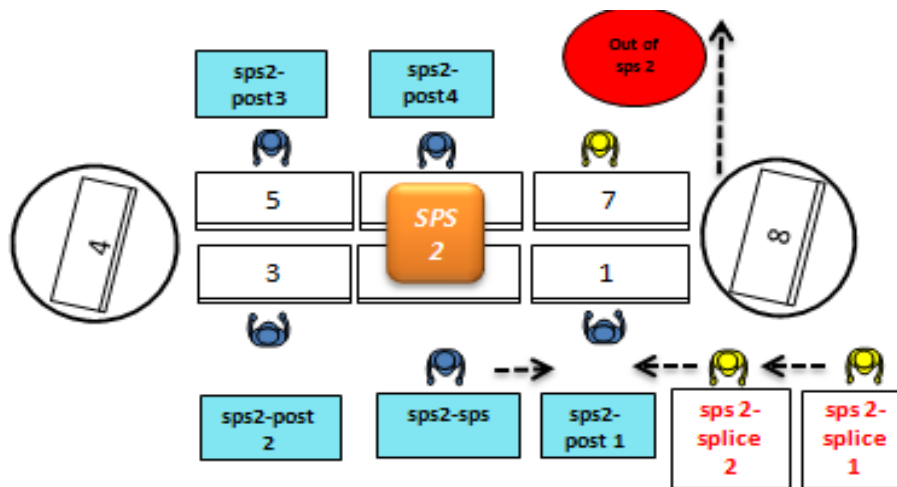 Out of
sps 2
sps2-
post3
sps2-
post4
5
7
4
SPS
2
8
3
1
sps2-post
2
sps2-sps
sps2-
post 1
sps 2-
splice
2
sps 2-
splice
1